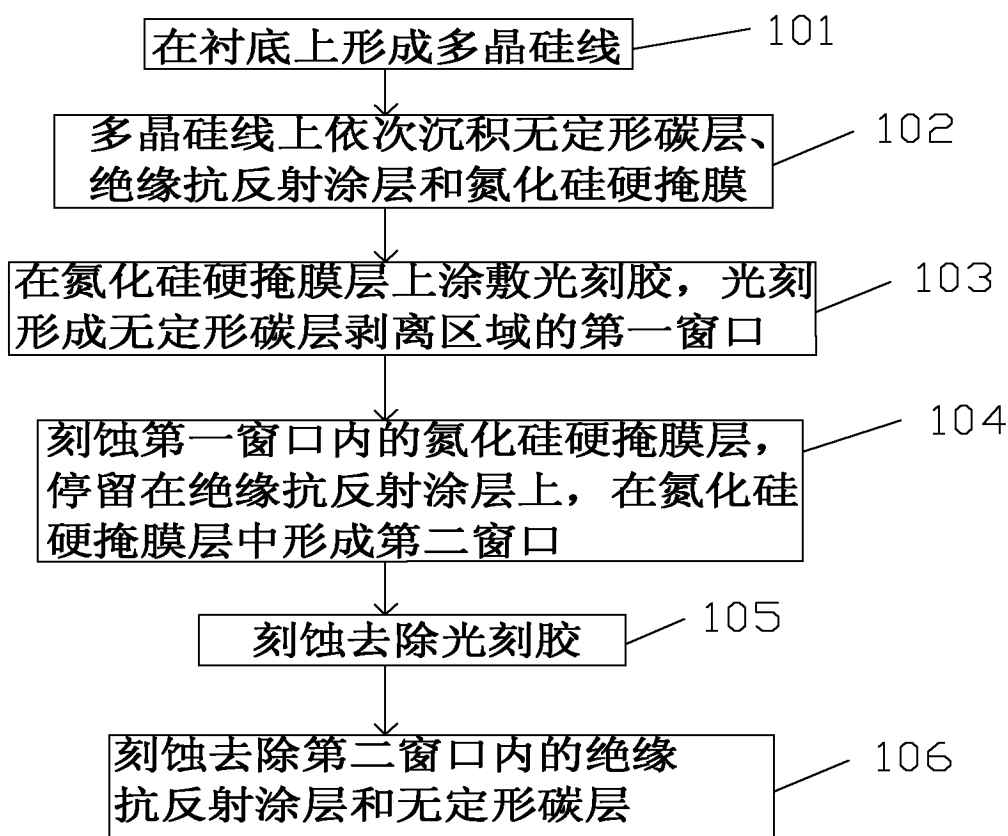 在衬底上形成多晶硅线
101
多晶硅线上依次沉积无定形碳层、
绝缘抗反射涂层和氮化硅硬掩膜
102
在氮化硅硬掩膜层上涂敷光刻胶，光刻
形成无定形碳层剥离区域的第一窗口
103
刻蚀第一窗口内的氮化硅硬掩膜层，
停留在绝缘抗反射涂层上，在氮化硅
硬掩膜层中形成第二窗口
104
刻蚀去除光刻胶
105
刻蚀去除第二窗口内的绝缘
抗反射涂层和无定形碳层
106